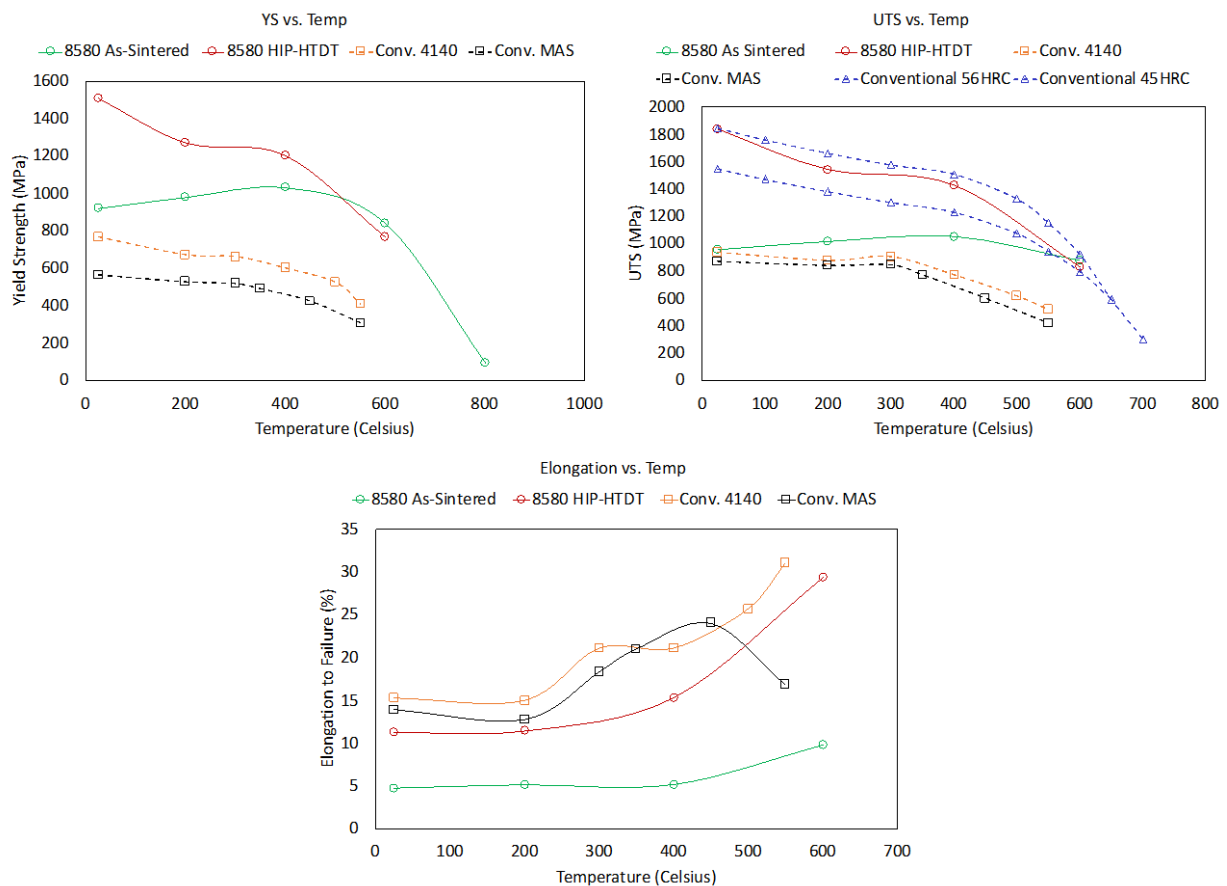 YS vs. Temp
8580 As-Sintered 8580 HIP-HTDT Conv. 4140 Conv. MAS
1600
1400
1200
1000
800
600
400
200
0
Yield Strength (MPa)
0 200 400 600 800 1000
Temperature (Celsius)
UTS vs. Temp
8580 As Sintered 8580 HIP-HTDT Conv. 4140
Conv. MAS Conventional 56HRC Conventional 45HRC
2000
1800
1600
1400
1200
1000
800
600
400
200
0
UTS (MPa)
0 100 200 300 400 500 600 700 800
Temperature (Celsius)
Elongation vs. Temp
8580 As-Sintered 8580 HIP-HTDT Conv. 4140 Conv. MAS
35
30
25
20
15
10
5
0
Elongation to Failure (%)
0 100 200 300 400 500 600 700
Temperature (Celsius)